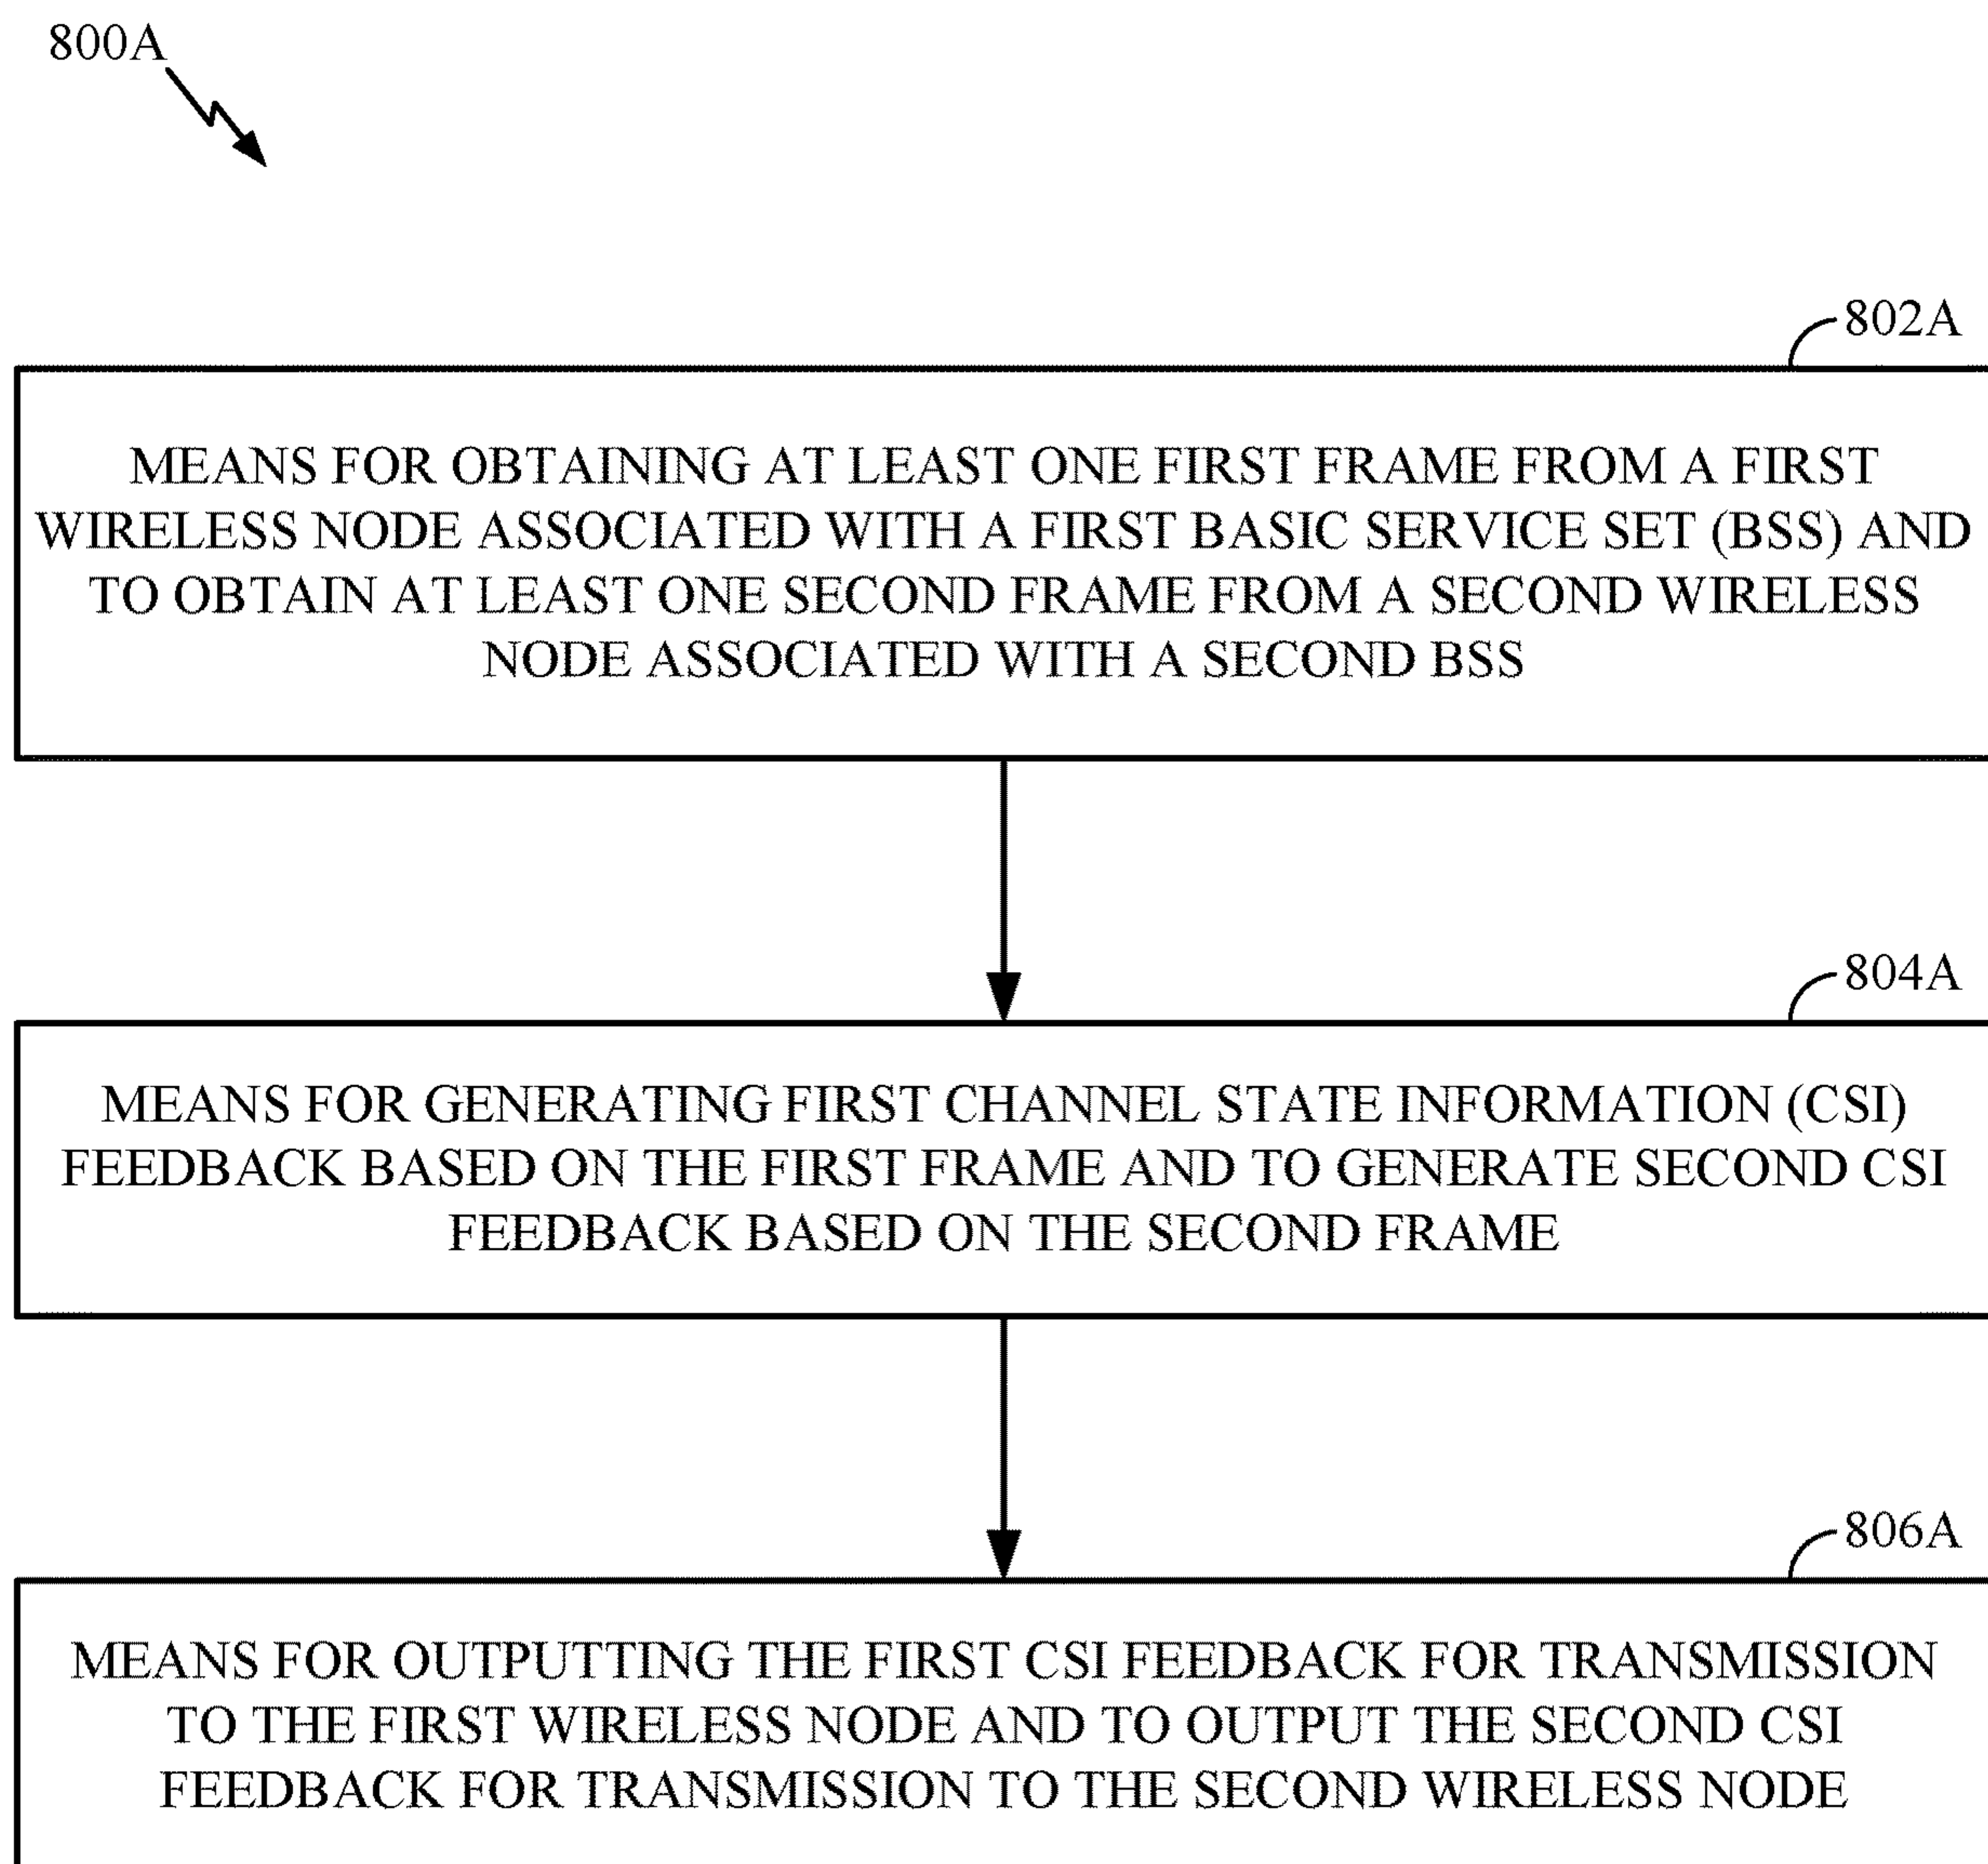 800A
802A
MEANS FOR OBTAINING AT LEAST ONE FIRST FRAME FROM A FIRST
WIRELESS NODE ASSOCIATED WITH A FIRST BASIC SERVICE SET (BSS) AND
TO OBTAIN AT LEAST ONE SECOND FRAME FROM A SECOND WIRELESS
NODE ASSOCIATED WITH A SECOND BSS
804A
MEANS FOR GENERATING FIRST CHANNEL STATE INFORMATION (CSI)
FEEDBACK BASED ON THE FIRST FRAME AND TO GENERATE SECOND CSI
FEEDBACK BASED ON THE SECOND FRAME
806A
MEANS FOR OUTPUTTING THE FIRST CSI FEEDBACK FOR TRANSMISSION
TO THE FIRST WIRELESS NODE AND TO OUTPUT THE SECOND CSI
FEEDBACK FOR TRANSMISSION TO THE SECOND WIRELESS NODE